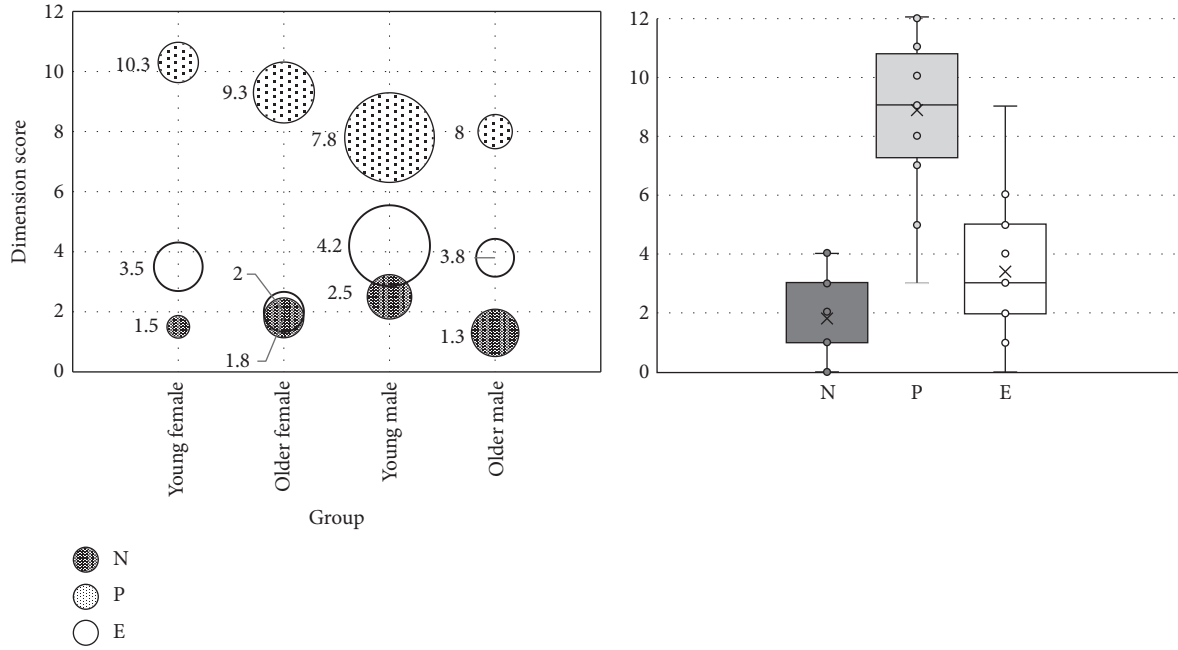 12
10
8
6
4
2
0
Dimension score
10.3
9.3
7.8
8
3.5
2
4.2
3.8
1.5
1.8
2.5
1.3
Young female
Older female
Young male
Older male
Group
N
P
E
12
10
8
6
4
2
0
N P E